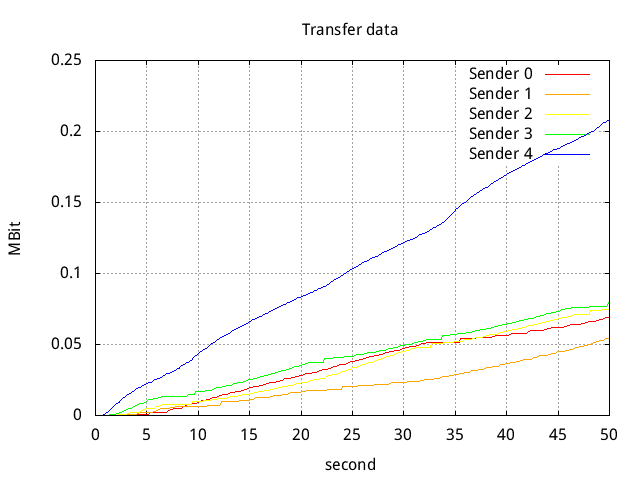 Transfer data
0.25
0.2
0.15
0.1
0.05
0
MBit
Sender 0
Sender 1
Sender 2
Sender 3
Sender 4
0 5 10 15 20 25 30 35 40 45 50
second